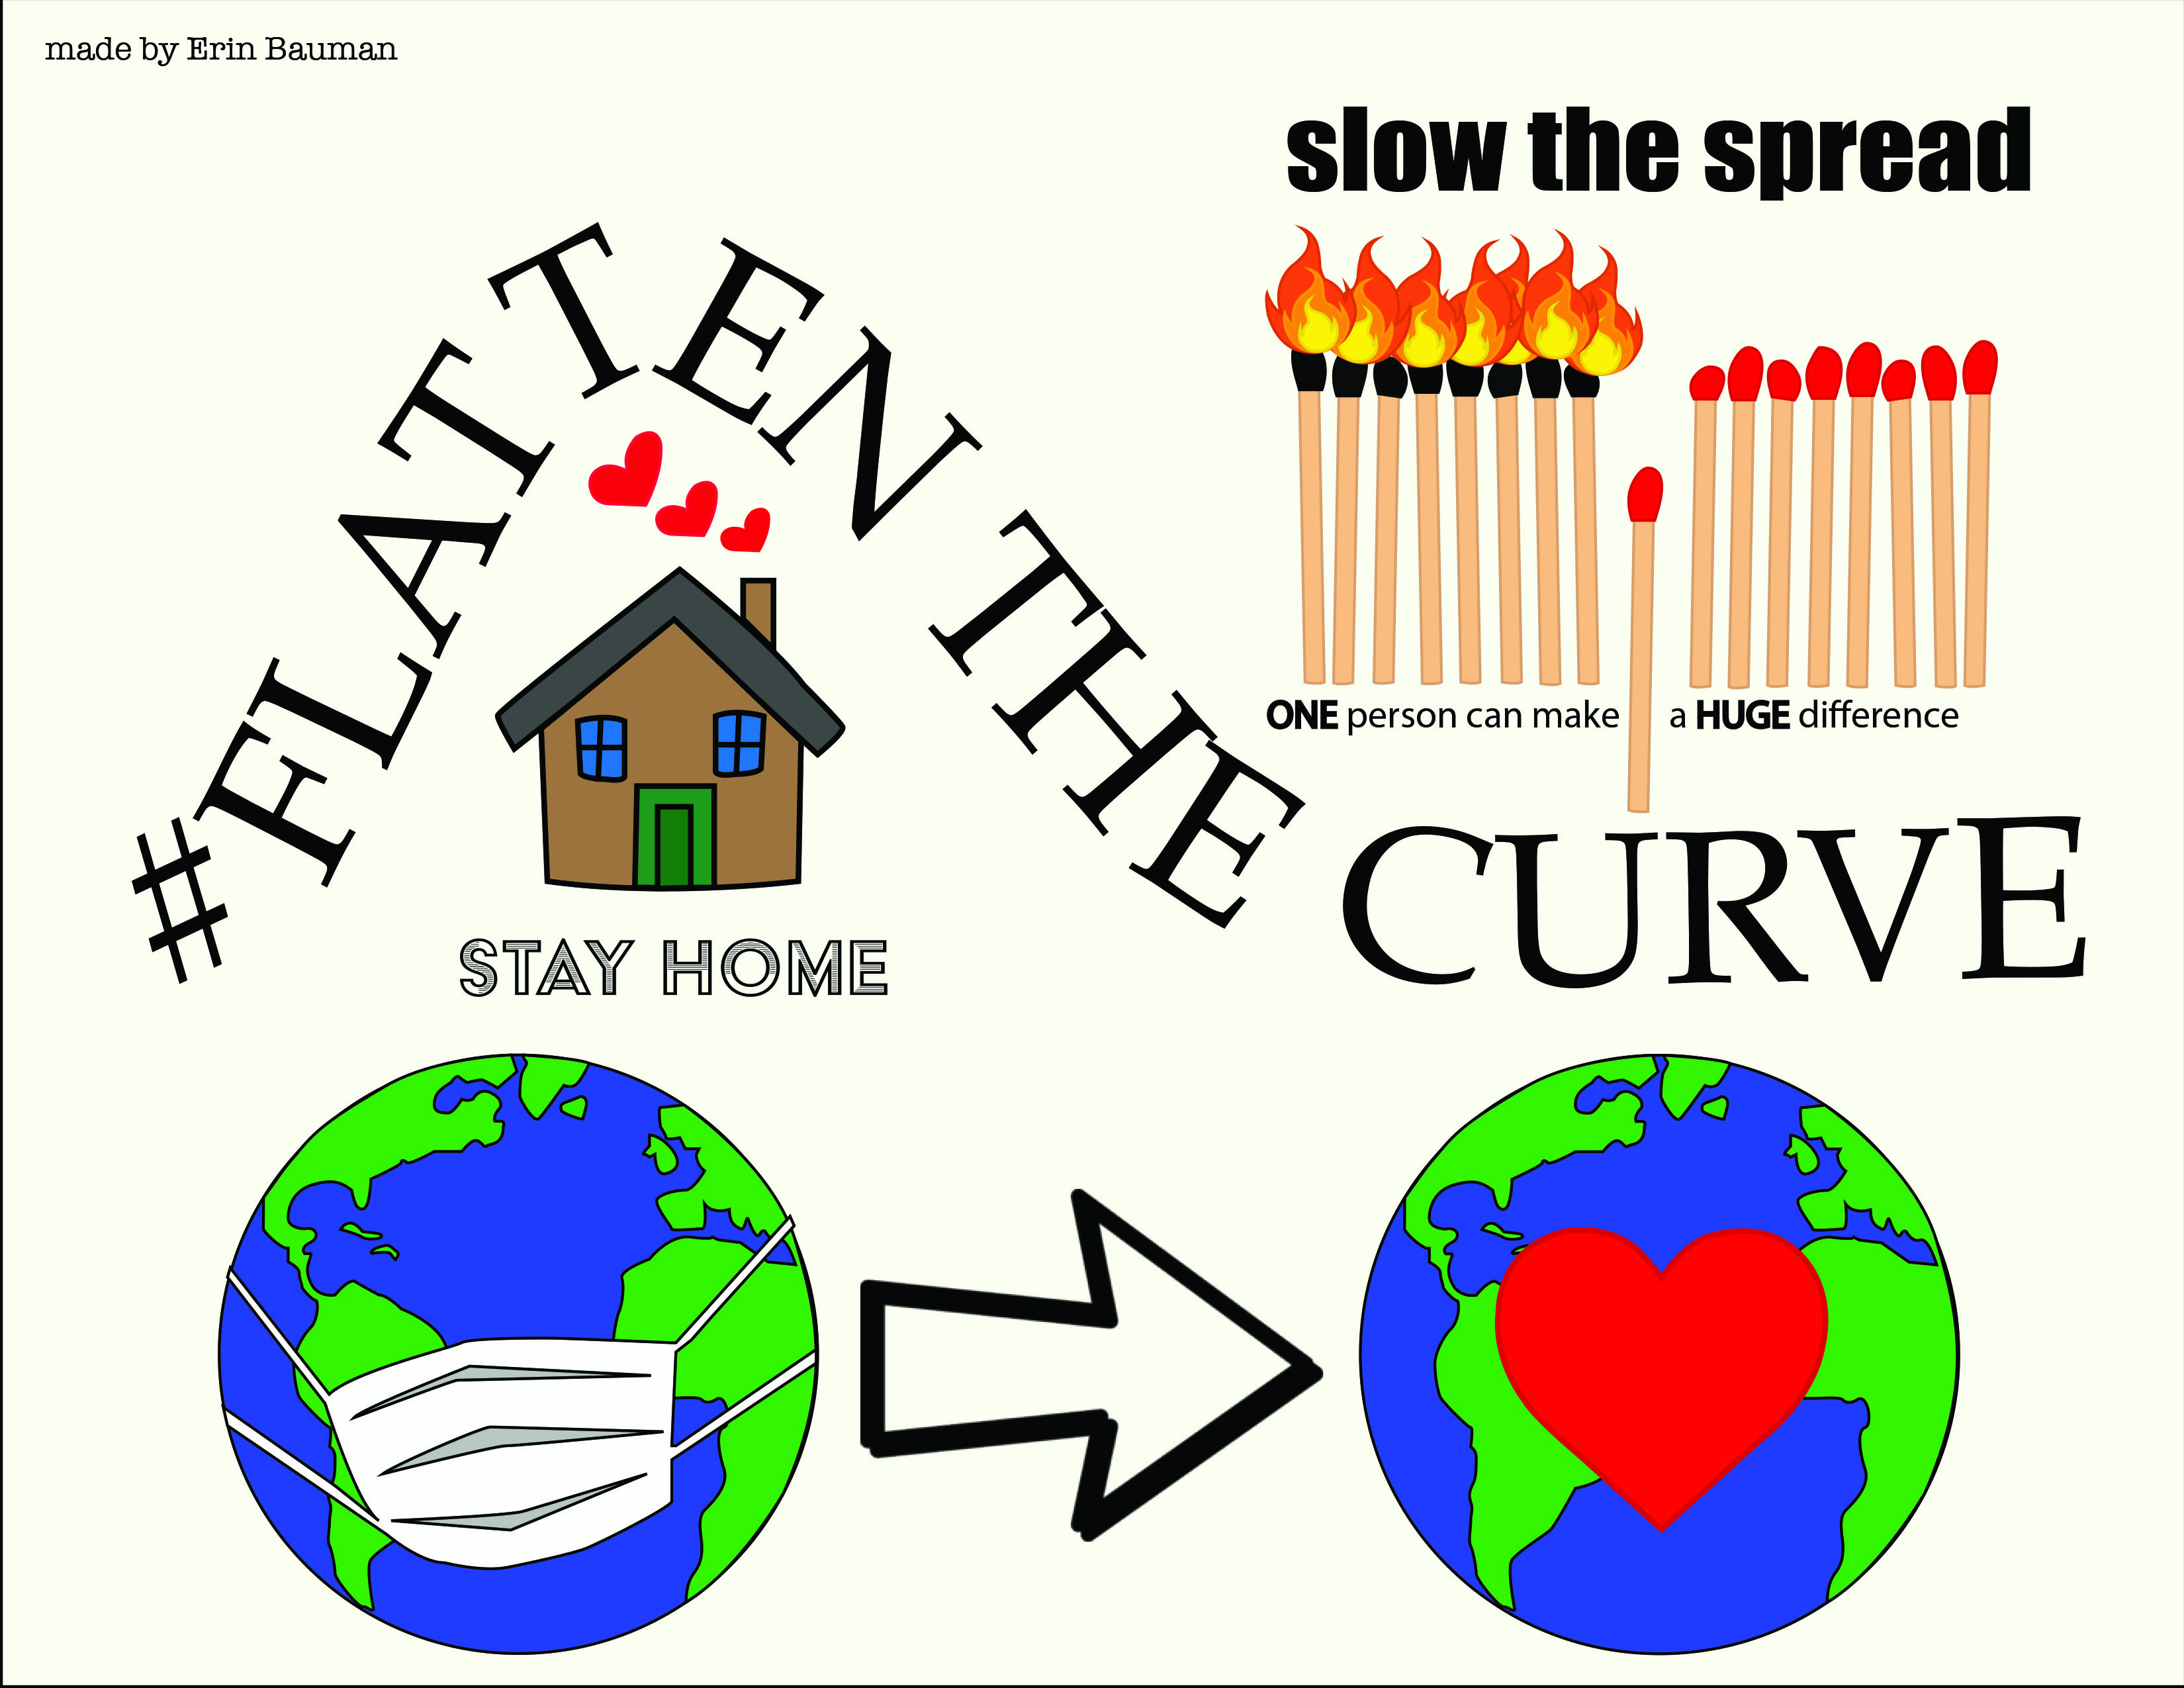 made by Erin Bauman
slow the spread
#FLATTEN THE CURVE
ONE person can make a HUGE difference
STAY HOME